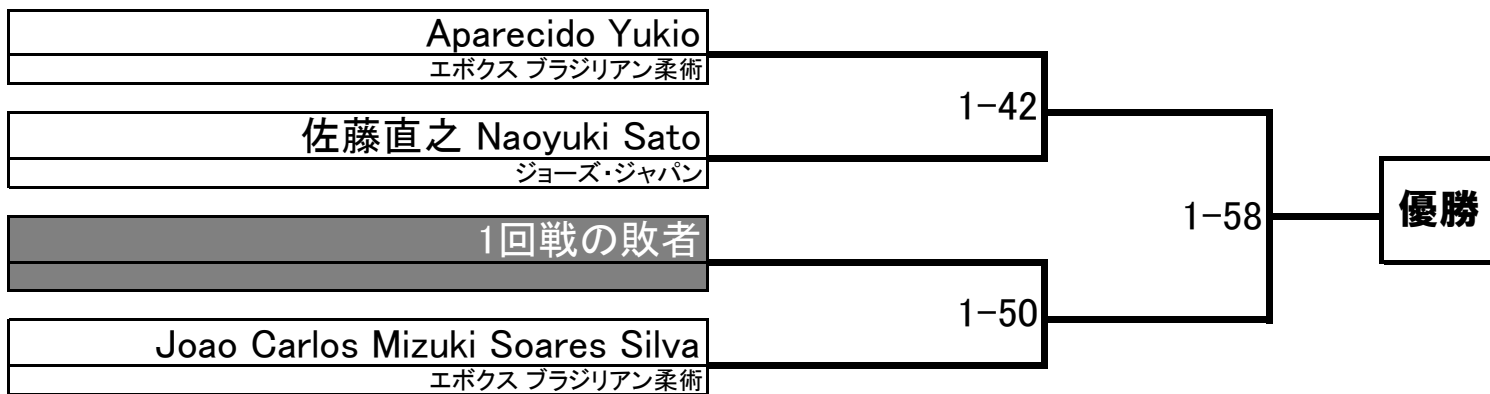 Aparecido Yukio
エボクス ブラジリアン柔術
1-42
佐藤直之 Naoyuki Sato
ジョーズ・ジャパン
1-58
優勝
1回戦の敗者
1-50
Joao Carlos Mizuki Soares Silva
エボクス ブラジリアン柔術